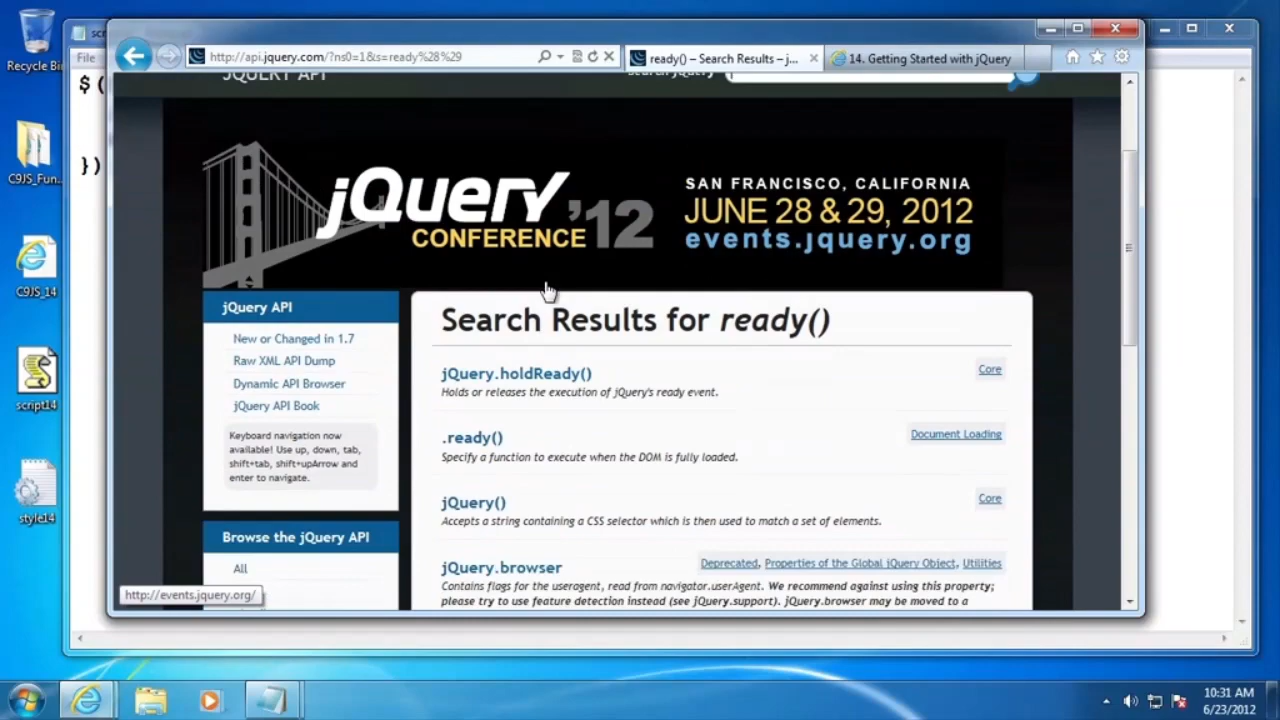 Recycle Bin
C9JS_Fun...
C9JS_14
script14
style14
File
$ (
})
http://api.jquery.com/?ns0=1&s=ready%28%29
ready() – Search Results – j...
14. Getting Started with jQuery
JQUERY API
Search jQuery
jQuery
CONFERENCE '12
SAN FRANCISCO, CALIFORNIA
JUNE 28 & 29, 2012
events.jquery.org
jQuery API
New or Changed in 1.7
Raw XML API Dump
Dynamic API Browser
jQuery API Book
Keyboard navigation now
available! Use up, down, tab,
shift+tab, shift+upArrow and
enter to navigate.
Browse the jQuery API
All
http://events.jquery.org/
Search Results for ready()
jQuery.holdReady()
Core
Holds or releases the execution of jQuery's ready event.
.ready()
Document Loading
Specify a function to execute when the DOM is fully loaded.
jQuery()
Core
Accepts a string containing a CSS selector which is then used to match a set of elements.
jQuery.browser
Deprecated, Properties of the Global jQuery Object, Utilities
Contains flags for the useragent, read from navigator.userAgent. We recommend against using this property;
please try to use feature detection instead (see jQuery.support). jQuery.browser may be moved to a
10:31 AM
6/23/2012